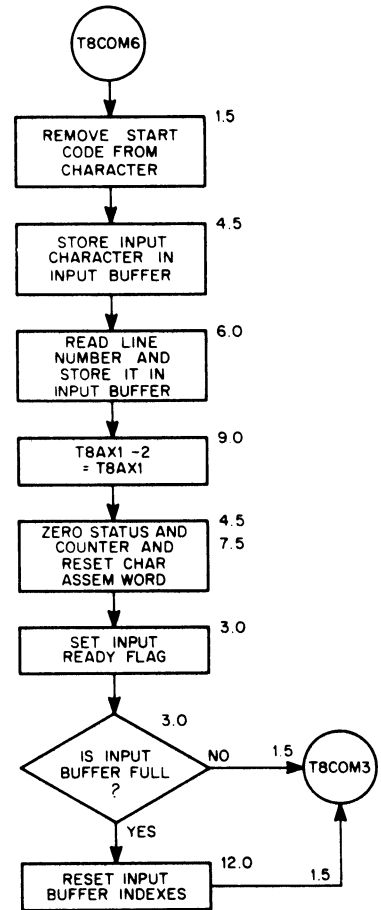 T8COM6
1.5
REMOVE START
CODE FROM
CHARACTER
4.5
STORE INPUT
CHARACTER IN
INPUT BUFFER
6.0
READ LINE
NUMBER AND
STORE IT IN
INPUT BUFFER
9.0
T8AX1 -2
= T8AX1
4.5
7.5
ZERO STATUS AND
COUNTER AND
RESET CHAR
ASSEM WORD
3.0
SET INPUT
READY FLAG
3.0
IS INPUT
BUFFER FULL
?
NO
1.5
T8COM3
YES
12.0
RESET INPUT
BUFFER INDEXES
1.5